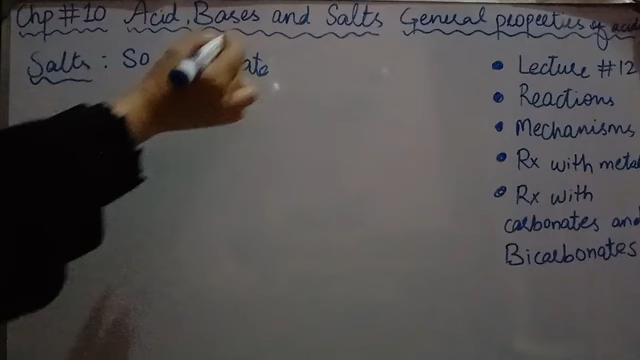 Chp #10 Acid, Bases and Salts General properties of acid
Salts : So ate
• Lecture #12
• Reactions
• Mechanisms
• Rx with metal
• Rx with
carbonates and
Bicarbonates